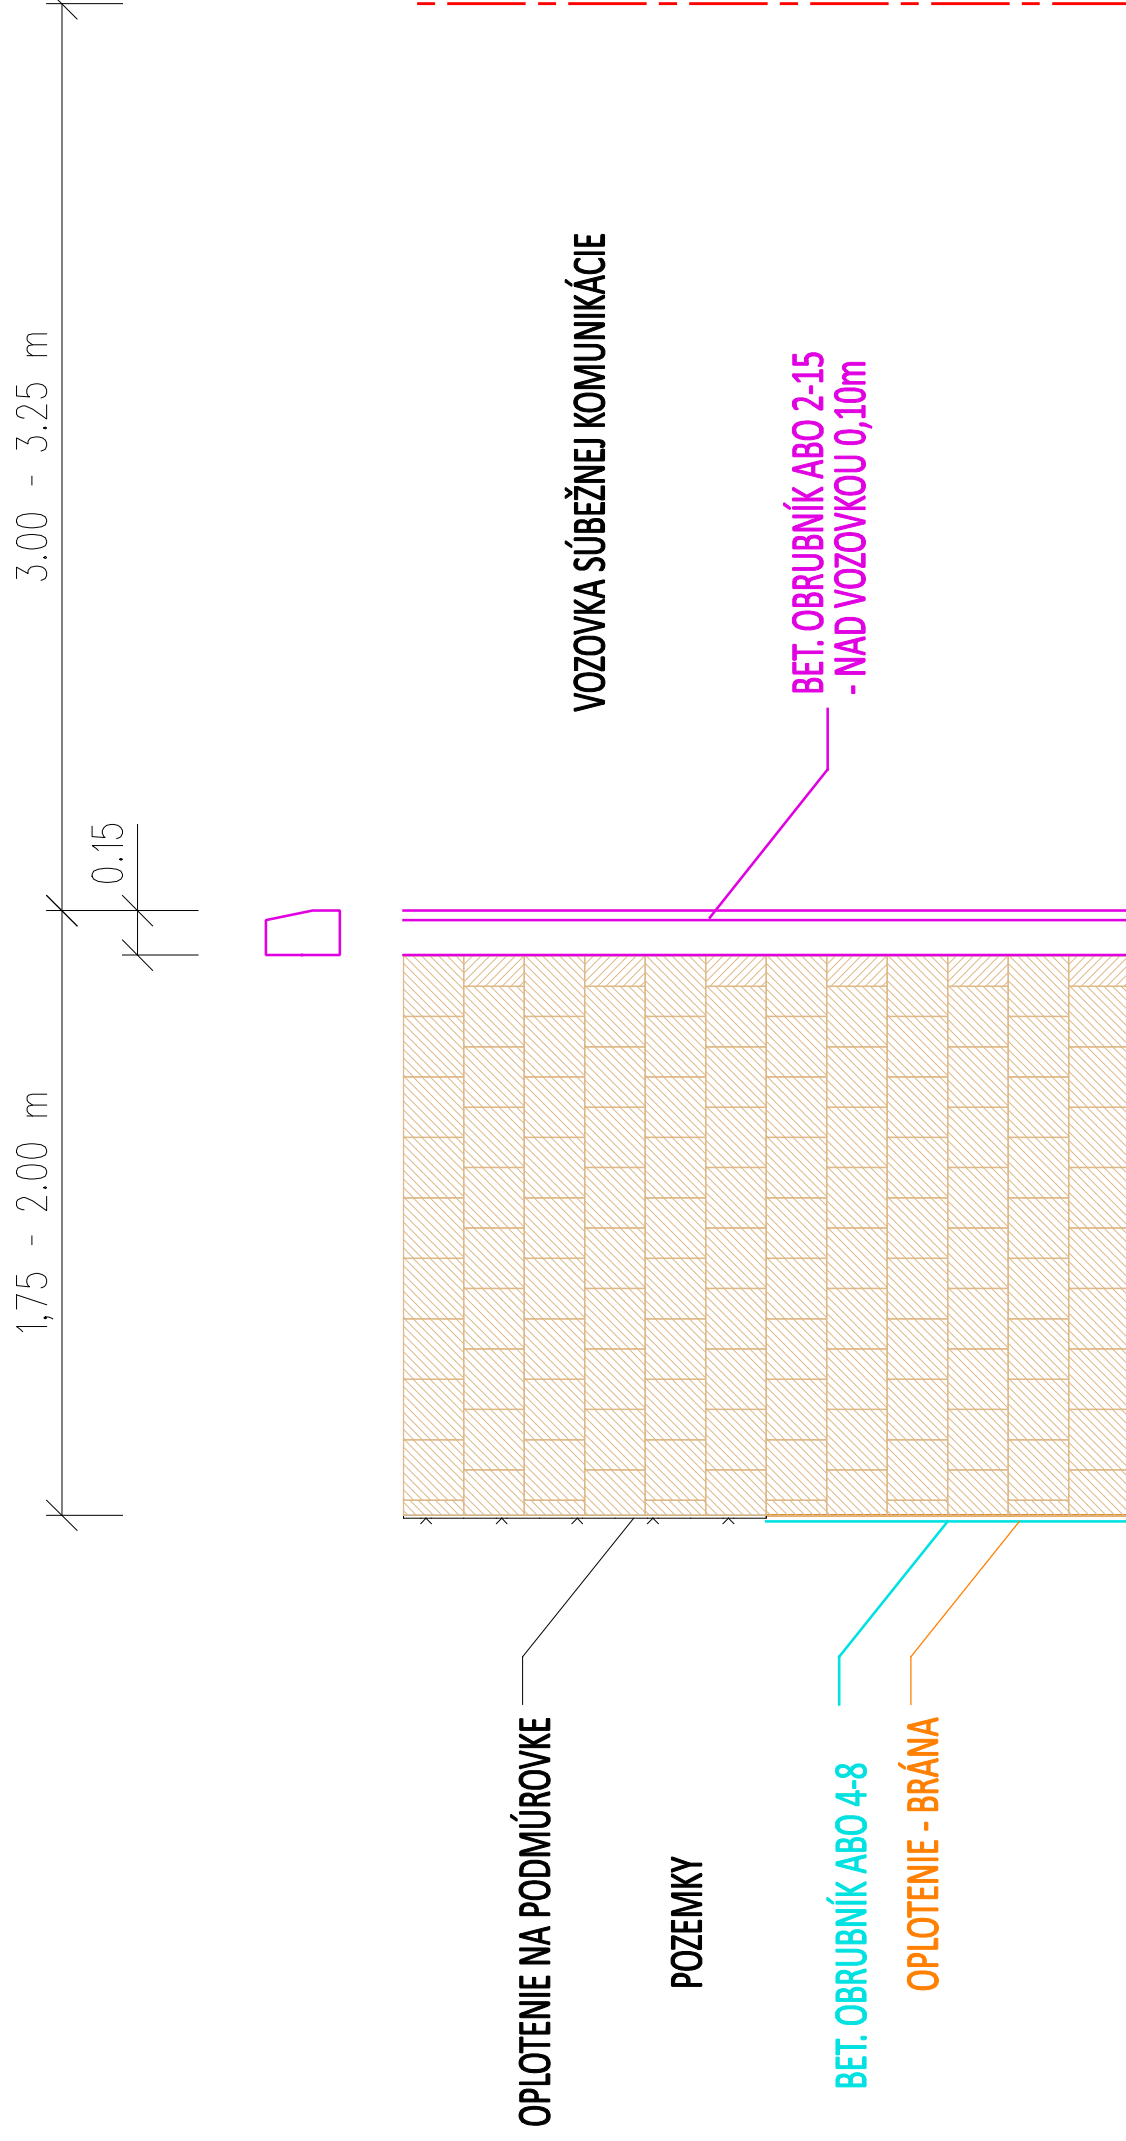 1,75 - 2.00 m
3.00 - 3.25 m
0.15
OPLOTENIE NA PODMÚROVKE
VOZOVKA SÚBEŽNEJ KOMUNIKÁCIE
POZEMKY
BET. OBRUBNÍK ABO 2-15
- NAD VOZOVKOU 0,10m
BET. OBRUBNÍK ABO 4-8
OPLOTENIE - BRÁNA